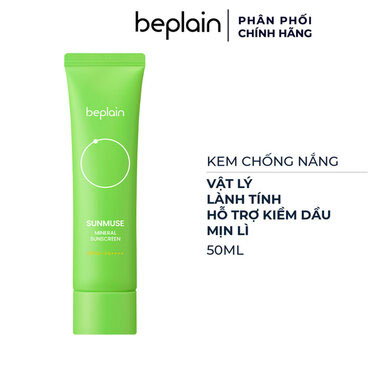 beplain
PHÂN PHỐI
CHÍNH HÃNG
beplain
SUNMUSE
MINERAL
SUNSCREEN
KEM CHỐNG NẮNG
VẬT LÝ
LÀNH TÍNH
HỖ TRỢ KIỀM DẦU
MỊN LÌ
50ML